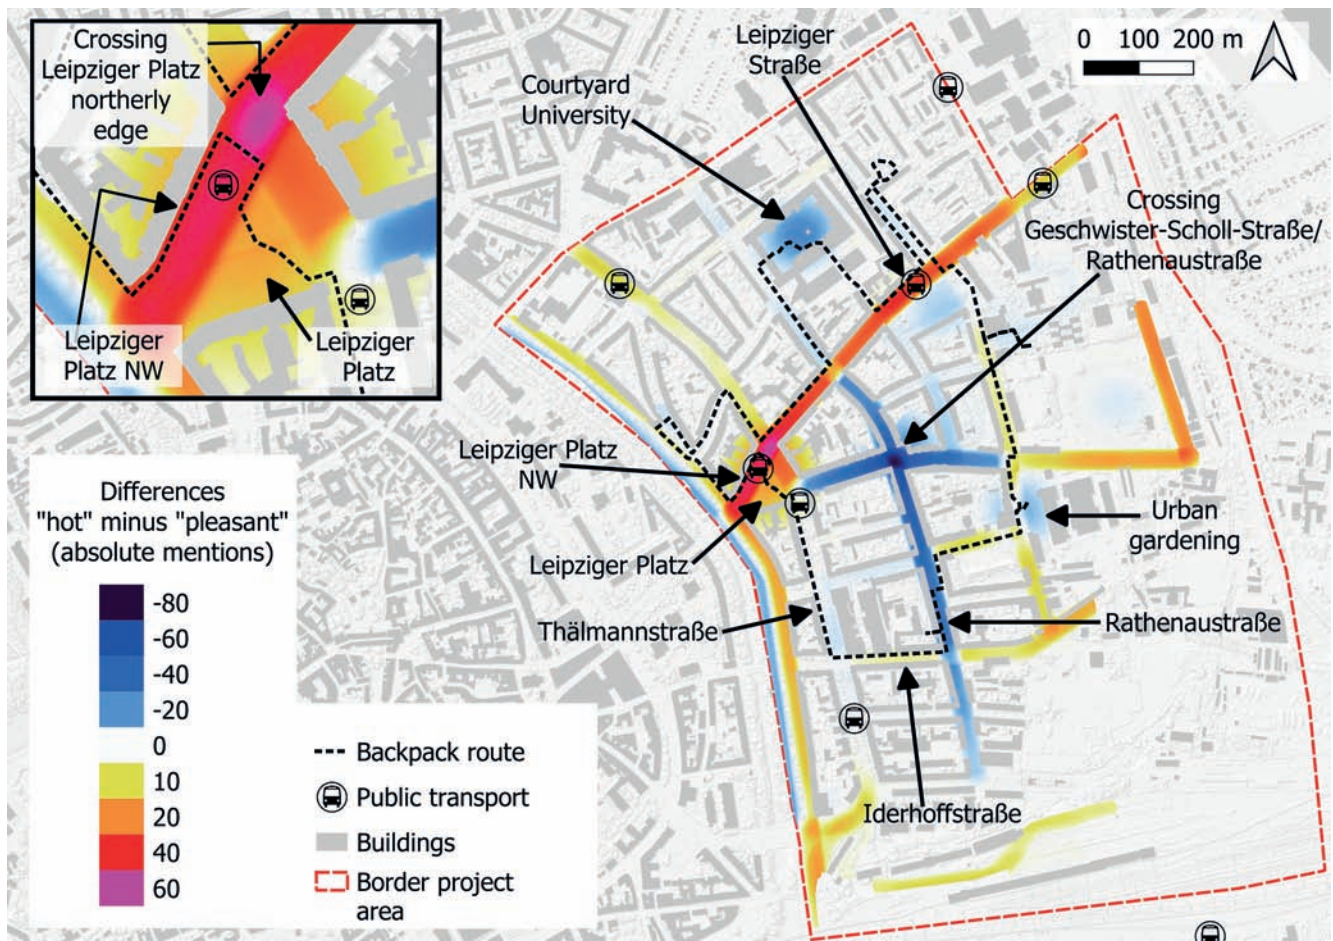 Crossing
Leipziger Platz
northerly
edge
Leipziger
Platz NW
Leipziger
Platz
Leipziger
Straße
Courtyard
University
0 100 200 m
Crossing
Geschwister-Scholl-Straße/
Rathenaustraße
Leipziger Platz
NW
Leipziger Platz
Urban
gardening
Thälmannstraße
Rathenaustraße
Iderhoffstraße
Differences
"hot" minus "pleasant"
(absolute mentions)
-80
-60
-40
-20
0
10
20
40
60
Backpack route
Public transport
Buildings
Border project
area